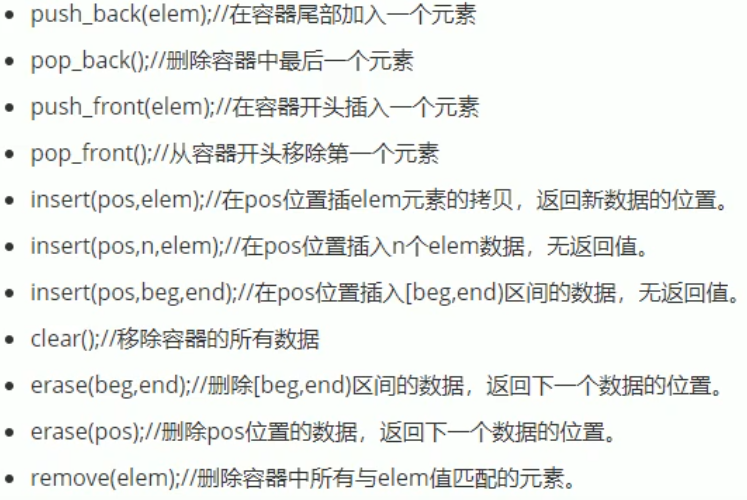 • push_back(elem);//在容器尾部加入一个元素
• pop_back();//删除容器中最后一个元素
• push_front(elem);//在容器开头插入一个元素
• pop_front();//从容器开头移除第一个元素
• insert(pos,elem);//在pos位置插elem元素的拷贝，返回新数据的位置。
• insert(pos,n,elem);//在pos位置插入n个elem数据，无返回值。
• insert(pos,beg,end);//在pos位置插入[beg,end)区间的数据，无返回值。
• clear();//移除容器的所有数据
• erase(beg,end);//删除[beg,end)区间的数据，返回下一个数据的位置。
• erase(pos);//删除pos位置的数据，返回下一个数据的位置。
• remove(elem);//删除容器中所有与elem值匹配的元素。